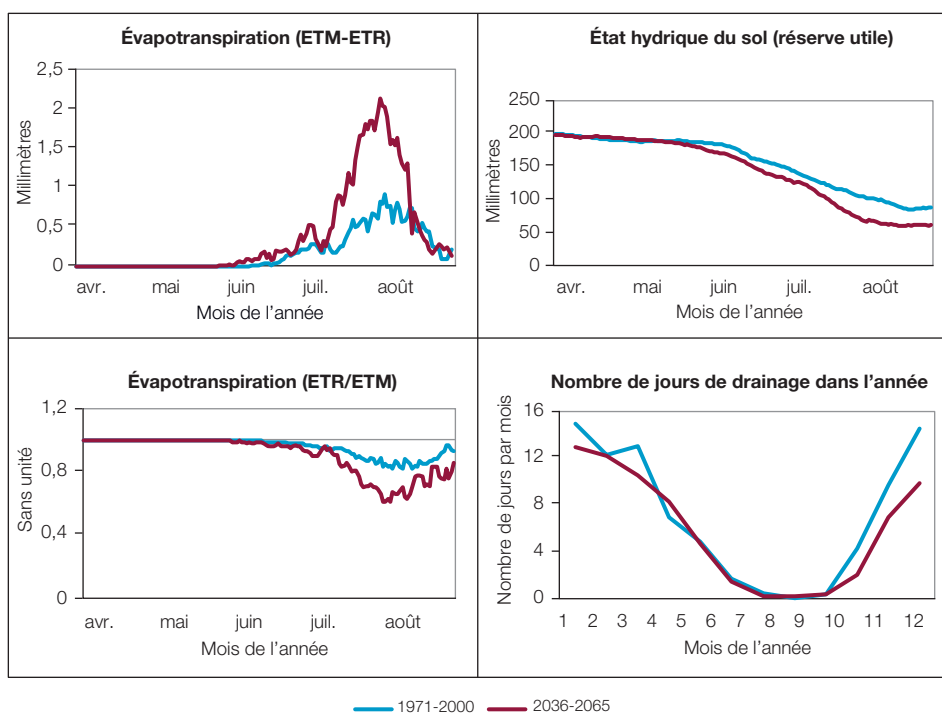 Évapotranspiration (ETM-ETR)
Millimètres
2,5
2
1,5
1
0,5
0
avr. mai juin juil. août
Mois de l'année
État hydrique du sol (réserve utile)
Millimètres
250
200
150
100
50
0
avr. mai juin juil. août
Mois de l'année
Évapotranspiration (ETR/ETM)
Sans unité
1,2
0,8
0,4
0
avr. mai juin juil. août
Mois de l'année
Nombre de jours de drainage dans l'année
Nombre de jours par mois
16
12
8
4
0
1 2 3 4 5 6 7 8 9 10 11 12
Mois de l'année
1971-2000 2036-2065